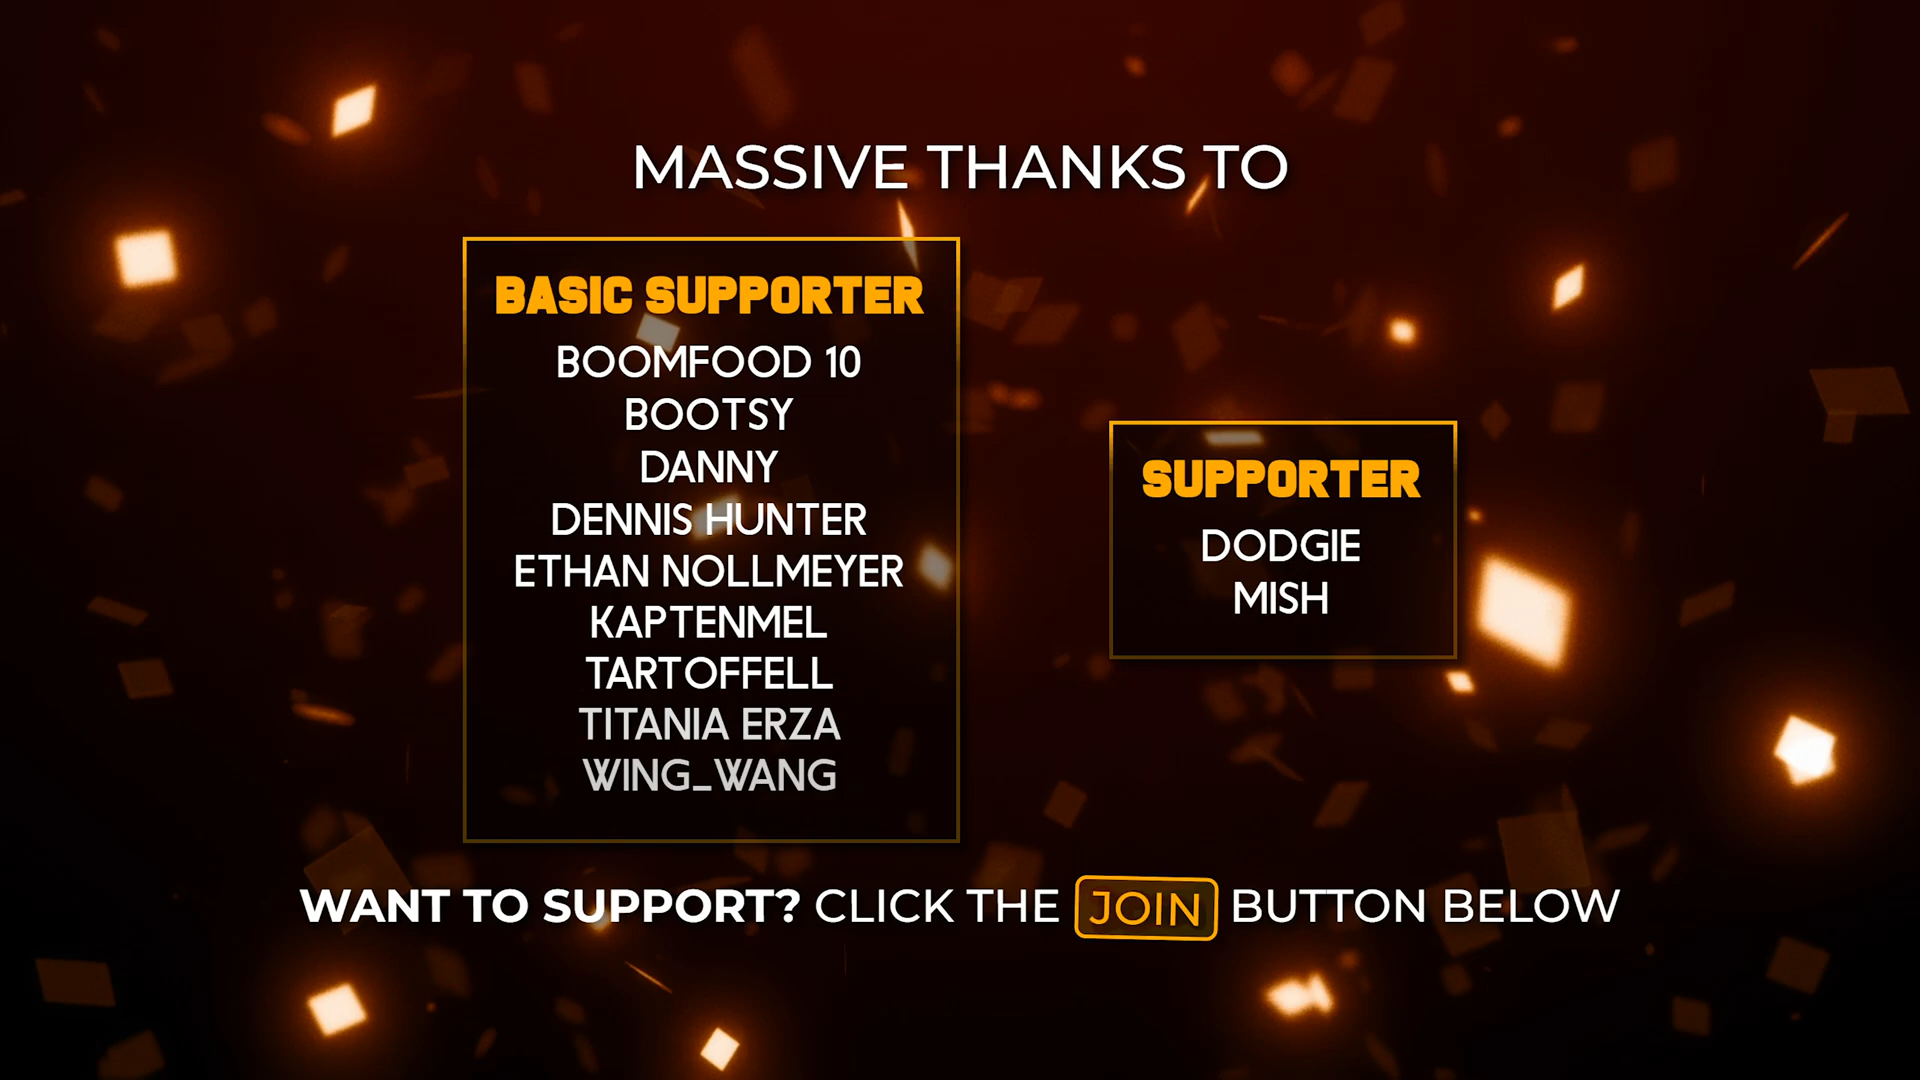 MASSIVE THANKS TO
BASIC SUPPORTER
BOOMFOOD 10
BOOTSY
DANNY
DENNIS HUNTER
ETHAN NOLLMEYER
KAPTENMEL
TARTOFFELL
TITANIA ERZA
WING_WANG
SUPPORTER
DODGIE
MISH
WANT TO SUPPORT? CLICK THE JOIN BUTTON BELOW